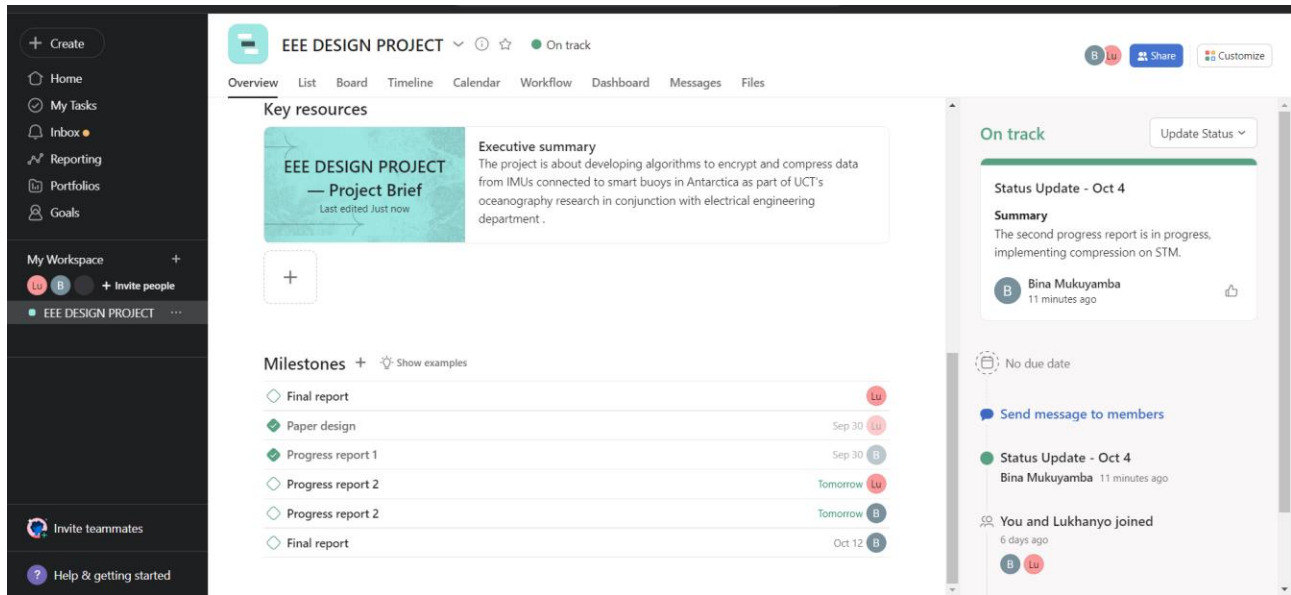 + Create
Home
My Tasks
Inbox
Reporting
Portfolios
Goals
My Workspace +
Lu B + Invite people
EEE DESIGN PROJECT ...
Invite teammates
? Help & getting started
EEE DESIGN PROJECT On track
B Lu Share Customize
Overview List Board Timeline Calendar Workflow Dashboard Messages Files
Key resources
EEE DESIGN PROJECT
— Project Brief
Last edited Just now
Executive summary
The project is about developing algorithms to encrypt and compress data
from IMUs connected to smart buoys in Antarctica as part of UCT's
oceanography research in conjunction with electrical engineering
department .
+
Milestones + Show examples
Final report Lu
Paper design Sep 30 Lu
Progress report 1 Sep 30 B
Progress report 2 Tomorrow Lu
Progress report 2 Tomorrow B
Final report Oct 12 B
On track Update Status
Status Update - Oct 4
Summary
The second progress report is in progress,
implementing compression on STM.
B Bina Mukuyamba
11 minutes ago
No due date
Send message to members
Status Update - Oct 4
Bina Mukuyamba 11 minutes ago
You and Lukhanyo joined
6 days ago
B Lu